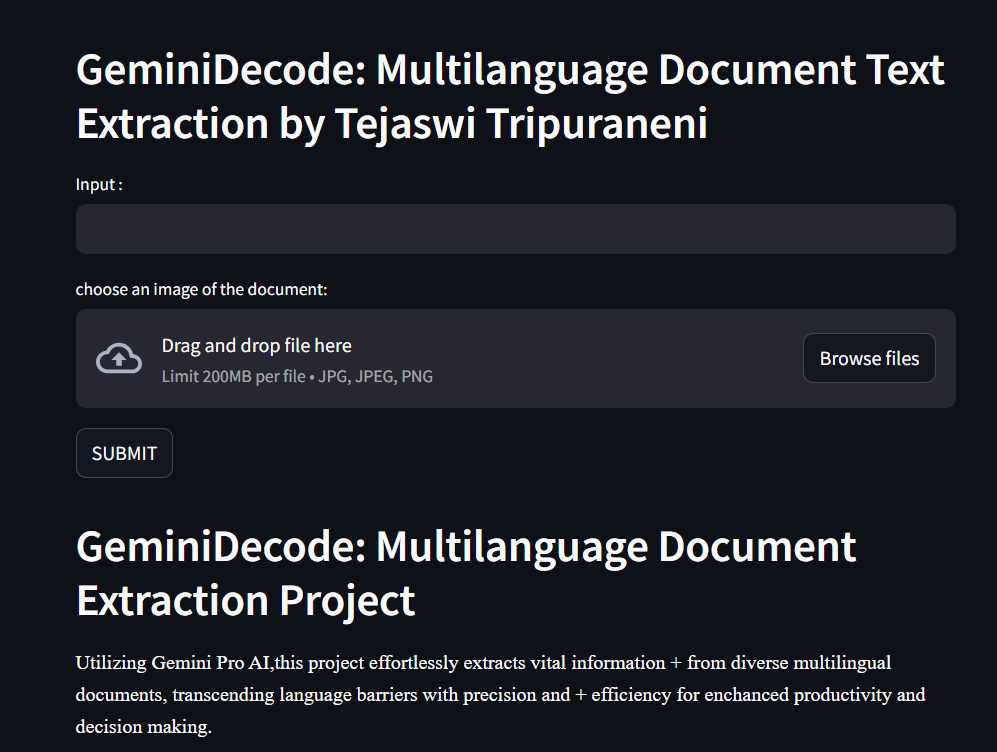 GeminiDecode: Multilanguage Document Text
Extraction by Tejaswi Tripuraneni
Input :
choose an image of the document:
Drag and drop file here
Limit 200MB per file • JPG, JPEG, PNG
Browse files
SUBMIT
GeminiDecode: Multilanguage Document
Extraction Project
Utilizing Gemini Pro AI,this project effortlessly extracts vital information + from diverse multilingual
documents, transcending language barriers with precision and + efficiency for enchanced productivity and
decision making.